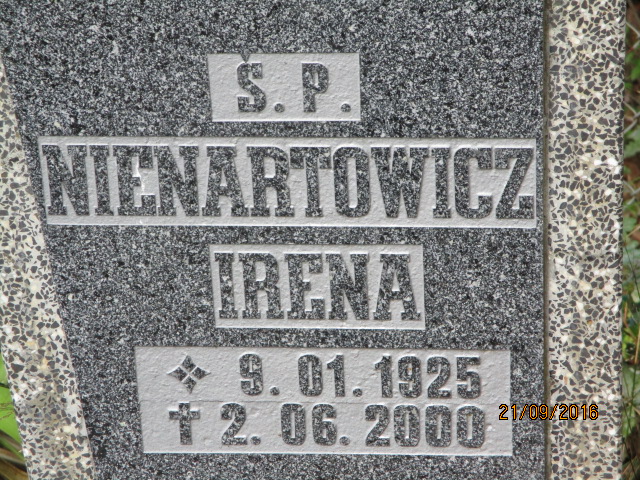 Ś. P.
NIENARTOWICZ
IRENA
9. 01. 1925
✝ 2. 06. 2000
21/09/2016